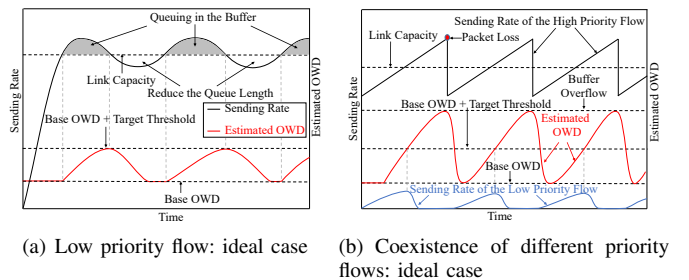 Queuing in the Buffer
Link Capacity
Reduce the Queue Length
Sending Rate
Estimated OWD
Base OWD + Target Threshold
Base OWD
Sending Rate
Estimated OWD
Time
(a) Low priority flow: ideal case
Sending Rate of the High Priority Flow
Packet Loss
Link Capacity
Buffer
Overflow
Base OWD + Target Threshold
Estimated
OWD
Base OWD
Sending Rate of the Low Priority Flow
Sending Rate
Estimated OWD
Time
(b) Coexistence of different priority
flows: ideal case